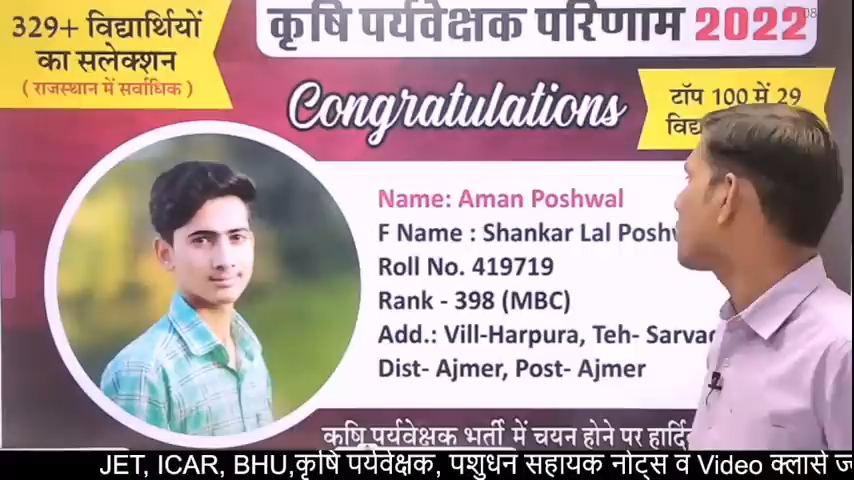 329+ विद्यार्थियों
का सलेक्शन
( राजस्थान में सर्वाधिक )
कृषि पर्यवेक्षक परिणाम 2022
08
Congratulations
टॉप 100 में 29
Name: Aman Poshwal
F Name : Shankar Lal
Roll No. 419719
Rank - 398 (MBC)
Add.: Vill-Harpura, Teh-
Dist- Ajmer, Post- Ajmer
कृषि पर्यवेक्षक भर्ती में चयन होने पर
JET, ICAR, BHU,कृषि पर्यवेक्षक, पशुधन सहायक नोट्स व Video क्लासे